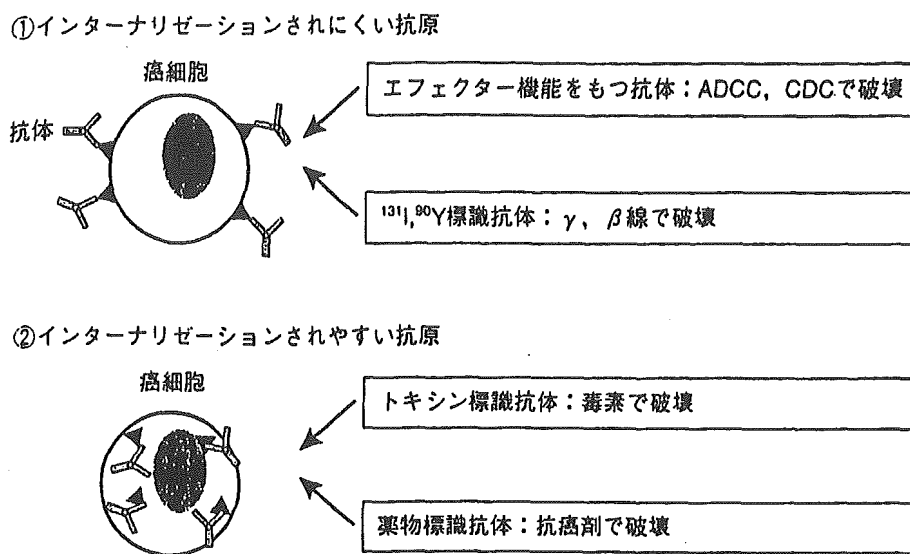 ①インターナリゼーションされにくい抗原
癌細胞
抗体
エフェクター機能をもつ抗体：ADCC，CDCで破壊
¹³¹I,⁹⁰Y標識抗体：γ，β線で破壊
②インターナリゼーションされやすい抗原
癌細胞
トキシン標識抗体：毒素で破壊
薬物標識抗体：抗癌剤で破壊